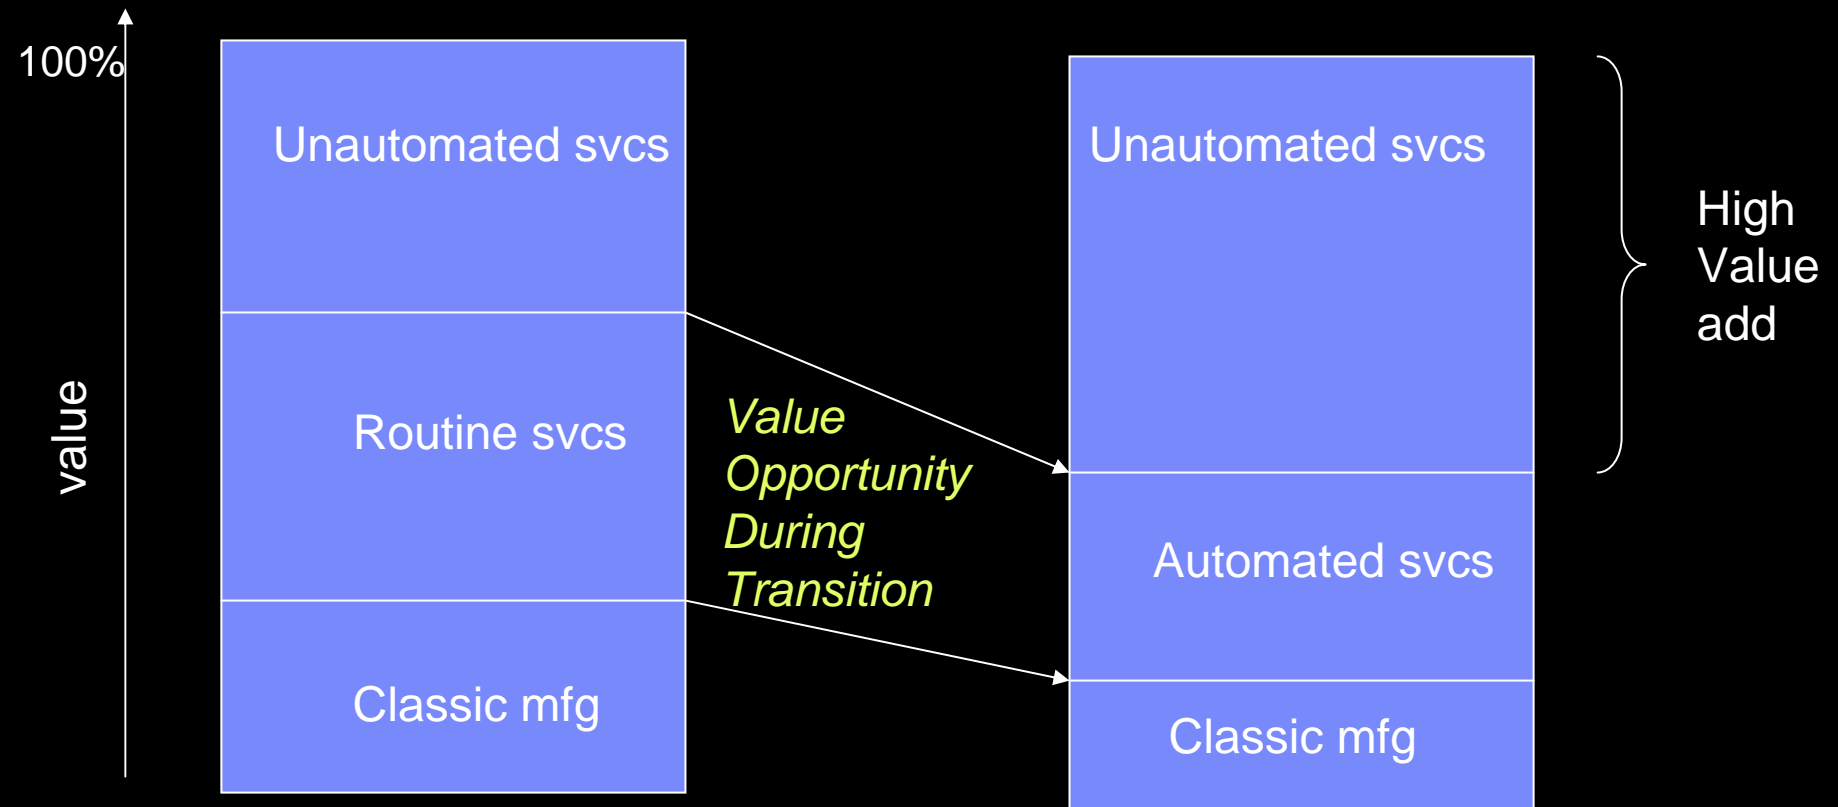 100%
value
Unautomated svcs
Routine svcs
Classic mfg
Value
Opportunity
During
Transition
Unautomated svcs
Automated svcs
Classic mfg
High
Value
add